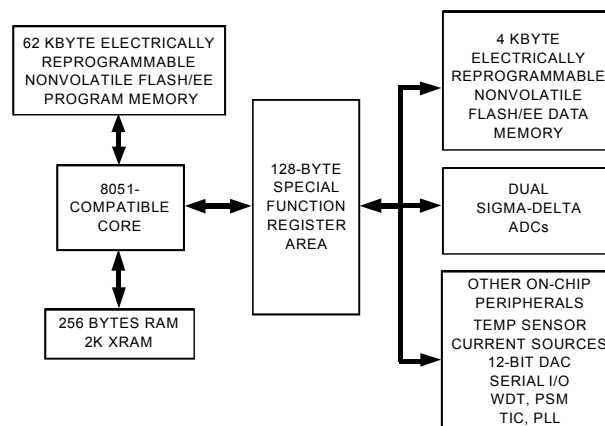 62 KBYTE ELECTRICALLY
REPROGRAMMABLE
NONVOLATILE FLASH/EE
PROGRAM MEMORY
8051-
COMPATIBLE
CORE
256 BYTES RAM
2K XRAM
128-BYTE
SPECIAL
FUNCTION
REGISTER
AREA
4 KBYTE
ELECTRICALLY
REPROGRAMMABLE
NONVOLATILE
FLASH/EE DATA
MEMORY
DUAL
SIGMA-DELTA
ADCs
OTHER ON-CHIP
PERIPHERALS
TEMP SENSOR
CURRENT SOURCES
12-BIT DAC
SERIAL I/O
WDT, PSM
TIC, PLL